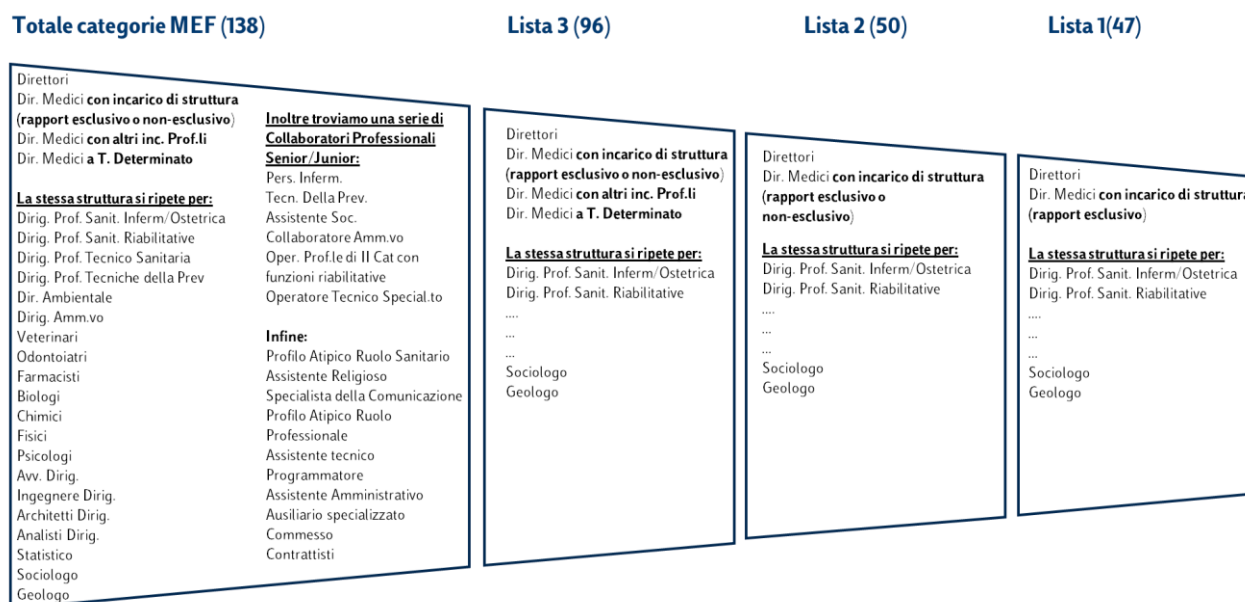 Totale categorie MEF (138)
Lista 3 (96)
Lista 2 (50)
Lista 1(47)
Direttori
Dir. Medici con incarico di struttura
(rapport esclusivo o non-esclusivo)
Dir. Medici con altri inc. Prof.li
Dir. Medici a T. Determinato
La stessa struttura si ripete per:
Dirig. Prof. Sanit. Inferm/Ostetrica
Dirig. Prof. Sanit. Riabilitative
Dirig. Prof. Tecnico Sanitaria
Dirig. Prof. Tecniche della Prev
Dir. Ambientale
Dirig. Amm.vo
Veterinari
Odontoiatri
Farmacisti
Biologi
Chimici
Fisici
Psicologi
Avv. Dirig.
Ingegnere Dirig.
Architetti Dirig.
Analisti Dirig.
Statistico
Sociologo
Geologo
Inoltre troviamo una serie di
Collaboratori Professionali
Senior/Junior:
Pers. Inferm.
Tecn. Della Prev.
Assistente Soc.
Collaboratore Amm.vo
Oper. Prof.le di II Cat con
funzioni riabilitative
Operatore Tecnico Special.to
Infine:
Profilo Atipico Ruolo Sanitario
Assistente Religioso
Specialista della Comunicazione
Profilo Atipico Ruolo
Professionale
Assistente tecnico
Programmatore
Assistente Amministrativo
Ausiliario specializzato
Commesso
Contrattisti
Direttori
Dir. Medici con incarico di struttura
(rapport esclusivo o non-esclusivo)
Dir. Medici con altri inc. Prof.li
Dir. Medici a T. Determinato
La stessa struttura si ripete per:
Dirig. Prof. Sanit. Inferm/Ostetrica
Dirig. Prof. Sanit. Riabilitative
....
...
...
Sociologo
Geologo
Direttori
Dir. Medici con incarico di struttura
(rapport esclusivo o
non-esclusivo)
La stessa struttura si ripete per:
Dirig. Prof. Sanit. Inferm/Ostetrica
Dirig. Prof. Sanit. Riabilitative
....
...
...
Sociologo
Geologo
Direttori
Dir. Medici con incarico di struttura
(rapport esclusivo)
La stessa struttura si ripete per:
Dirig. Prof. Sanit. Inferm/Ostetrica
Dirig. Prof. Sanit. Riabilitative
....
...
...
Sociologo
Geologo